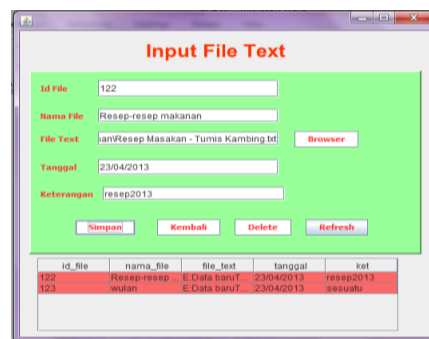 Input File Text
Id File 122
Nama File Resep-resep makanan
File Text ıan\Resep Masakan - Tumis Kambing.txt Browser
Tanggal 23/04/2013
Keterangan resep2013
Simpan Kembali Delete Refresh
id_file nama_file file_text tanggal ket
122 Resep-resep ... E:Data baruT... 23/04/2013 resep2013
123 wulan E:Data baruT... 23/04/2013 sesuatu